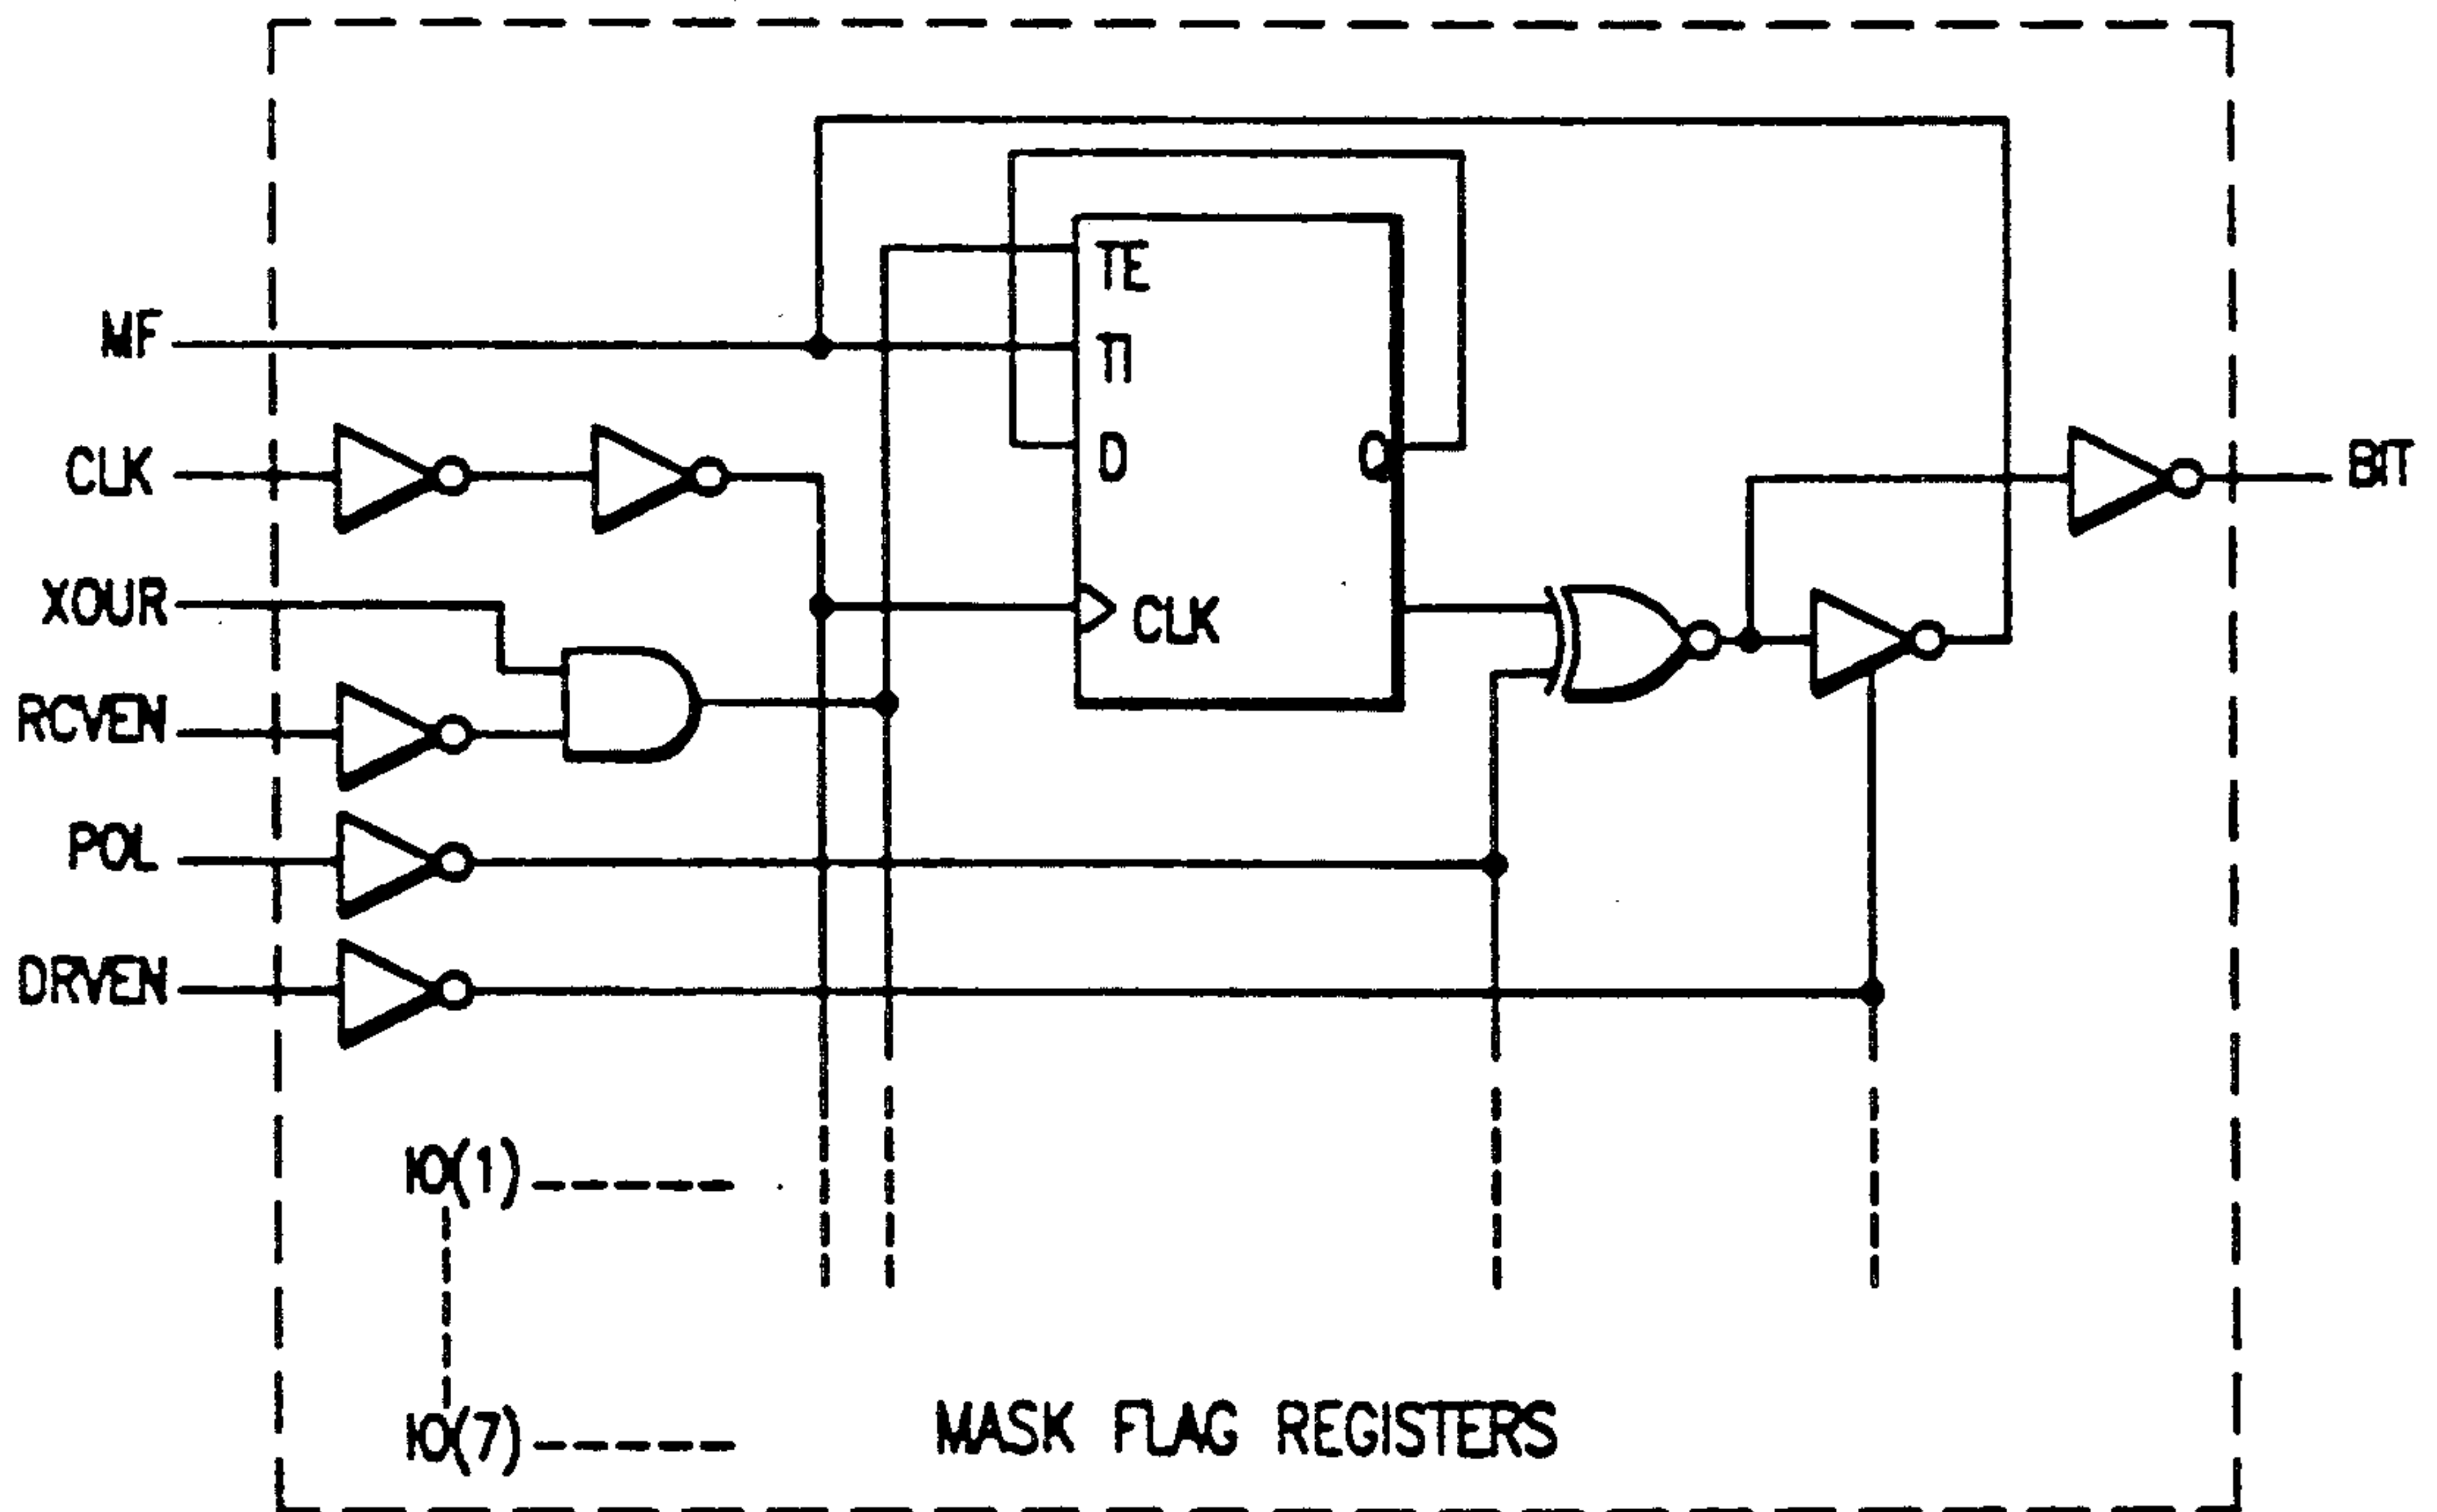 TE
MF
TI
CLK
D
Q
BIT
XOUR
CLK
RCVEN
POL
DRVEN
IO(1)
IO(7)
MASK FLAG REGISTERS